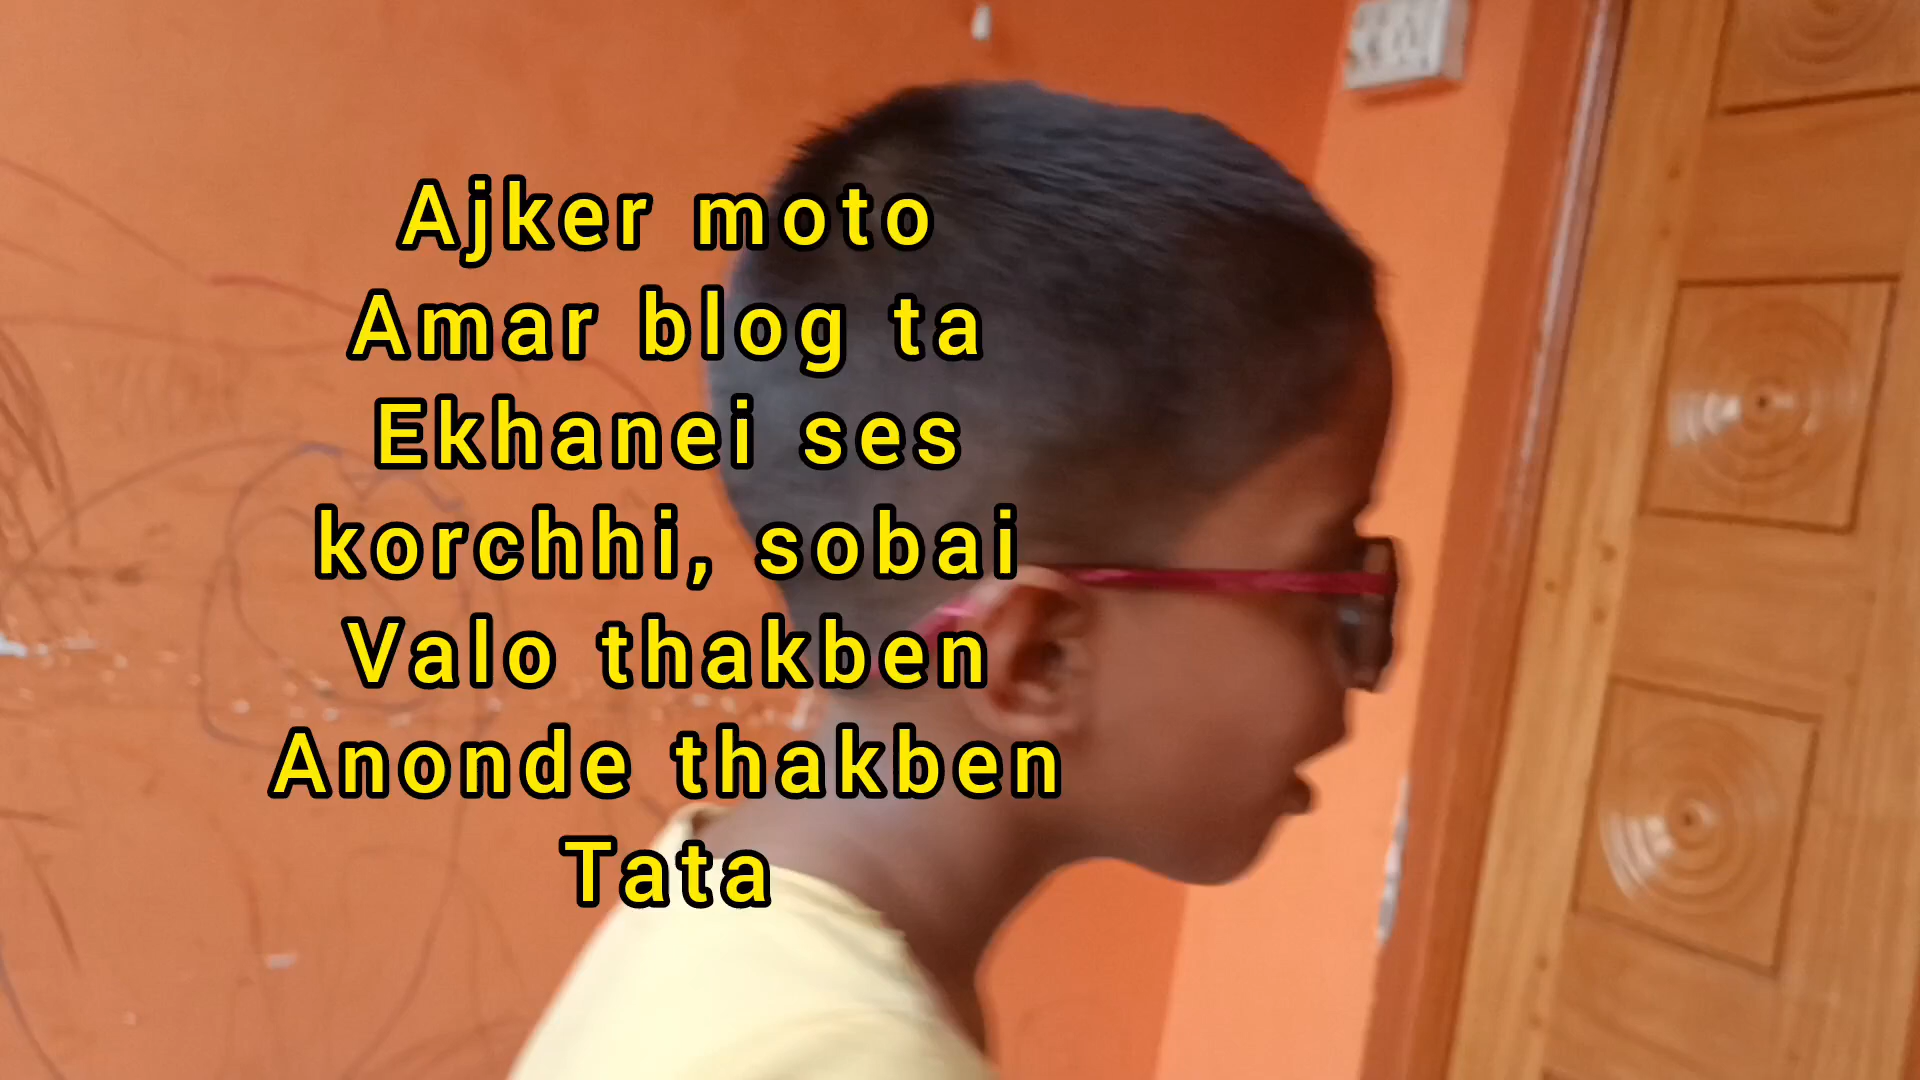 Ajker moto
Amar blog ta
Ekhanei ses
korchhi, sobai
Valo thakben
Anonde thakben
Tata